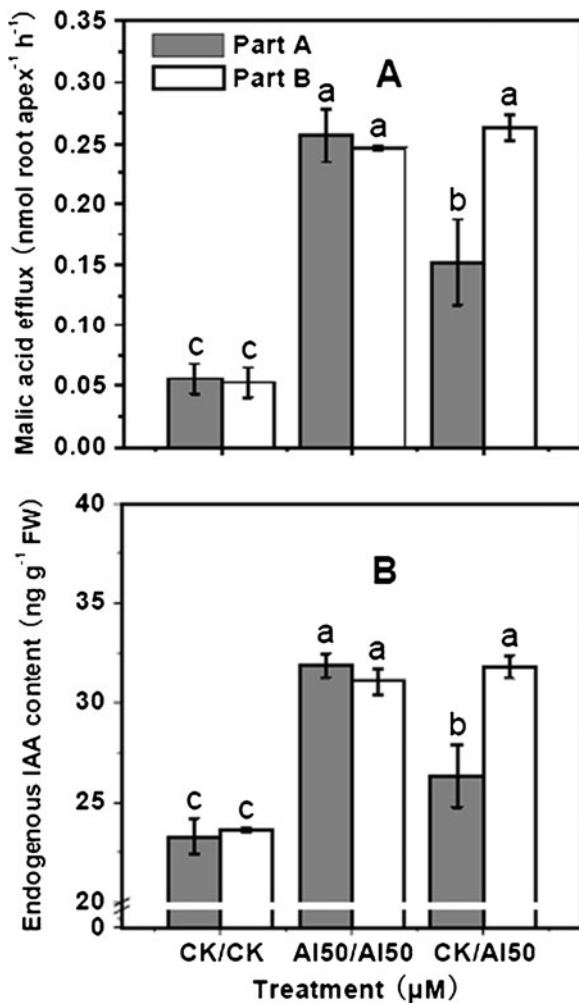 0.35
0.30
0.25
0.20
0.15
0.10
0.05
0.00
Malic acid efflux (nmol root apex⁻¹ h⁻¹)
Part A
Part B
A
c
c
a
a
b
a
40
35
30
25
20
0
Endogenous IAA content (ng g⁻¹ FW)
B
c
c
a
a
b
a
CK/CK Al50/Al50 CK/Al50
Treatment (μM)